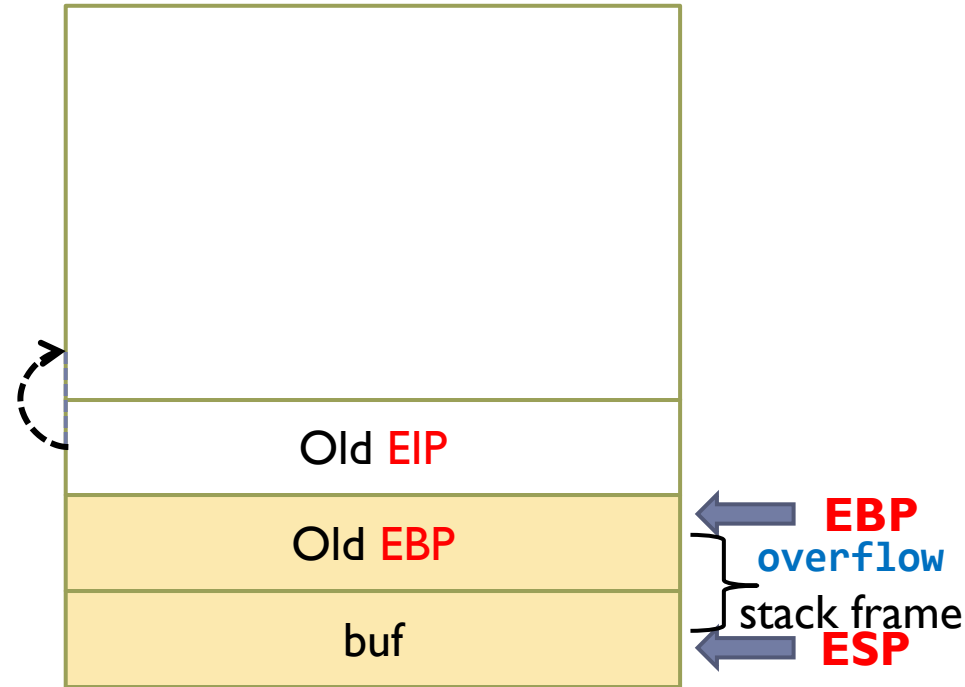 Old EIP
EBP
Old EBP
overflow
stack frame
buf
ESP